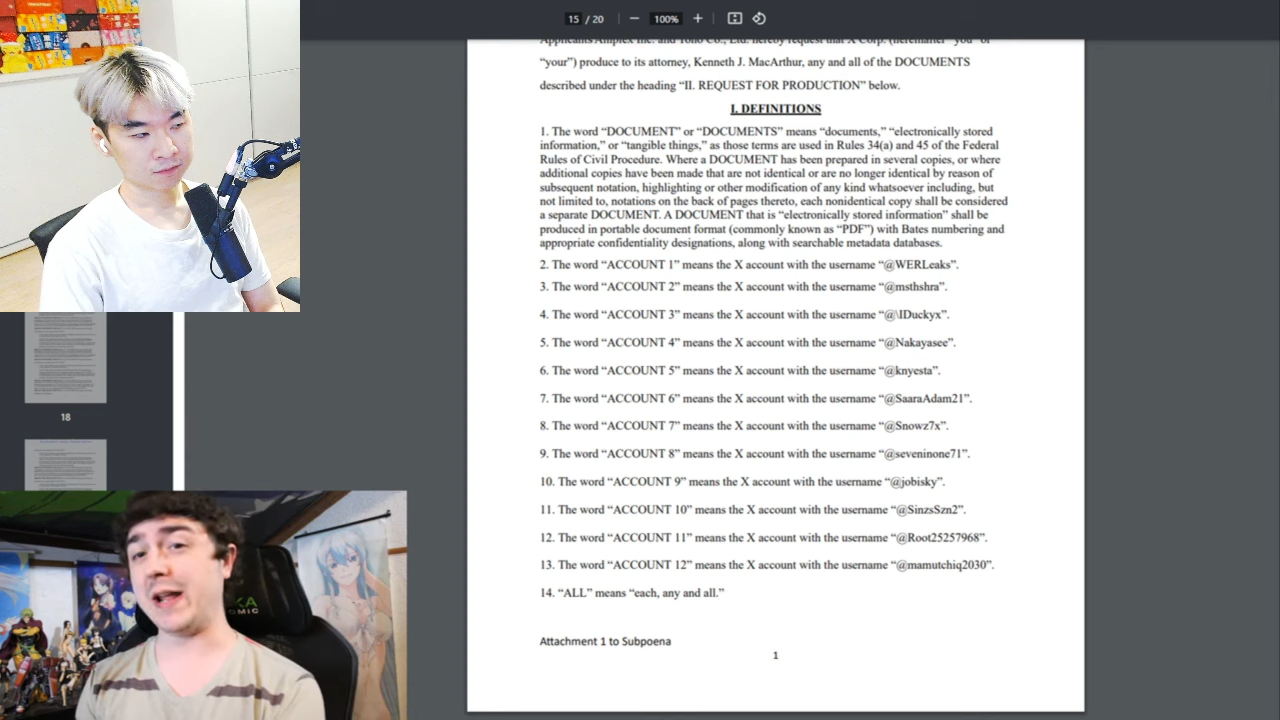 15 / 20
100%
Applicants Aniplex Inc. and Toho Co., Ltd. hereby request that X Corp. (hereinafter "you" or
“your”) produce to its attorney, Kenneth J. MacArthur, any and all of the DOCUMENTS
described under the heading “II. REQUEST FOR PRODUCTION” below.
I. DEFINITIONS
1. The word “DOCUMENT” or “DOCUMENTS” means “documents,” “electronically stored
information,” or “tangible things,” as those terms are used in Rules 34(a) and 45 of the Federal
Rules of Civil Procedure. Where a DOCUMENT has been prepared in several copies, or where
additional copies have been made that are not identical or are no longer identical by reason of
subsequent notation, highlighting or other modification of any kind whatsoever including, but
not limited to, notations on the back of pages thereto, each nonidentical copy shall be considered
a separate DOCUMENT. A DOCUMENT that is “electronically stored information” shall be
produced in portable document format (commonly known as “PDF”) with Bates numbering and
appropriate confidentiality designations, along with searchable metadata databases.
2. The word “ACCOUNT 1” means the X account with the username “@WERLeaks”.
3. The word “ACCOUNT 2” means the X account with the username “@msthshra”.
4. The word “ACCOUNT 3” means the X account with the username “@\IDuckyx”.
5. The word “ACCOUNT 4” means the X account with the username “@Nakayasee”.
6. The word “ACCOUNT 5” means the X account with the username “@knyesta”.
7. The word “ACCOUNT 6” means the X account with the username “@SaaraAdam21”.
8. The word “ACCOUNT 7” means the X account with the username “@Snowz7x”.
9. The word “ACCOUNT 8” means the X account with the username “@seveninone71”.
10. The word “ACCOUNT 9” means the X account with the username “@jobisky”.
11. The word “ACCOUNT 10” means the X account with the username “@SinzsSzn2”.
12. The word “ACCOUNT 11” means the X account with the username “@Root25257968”.
13. The word “ACCOUNT 12” means the X account with the username “@mamutchiq2030”.
14. “ALL” means “each, any and all.”
Attachment 1 to Subpoena
1
18